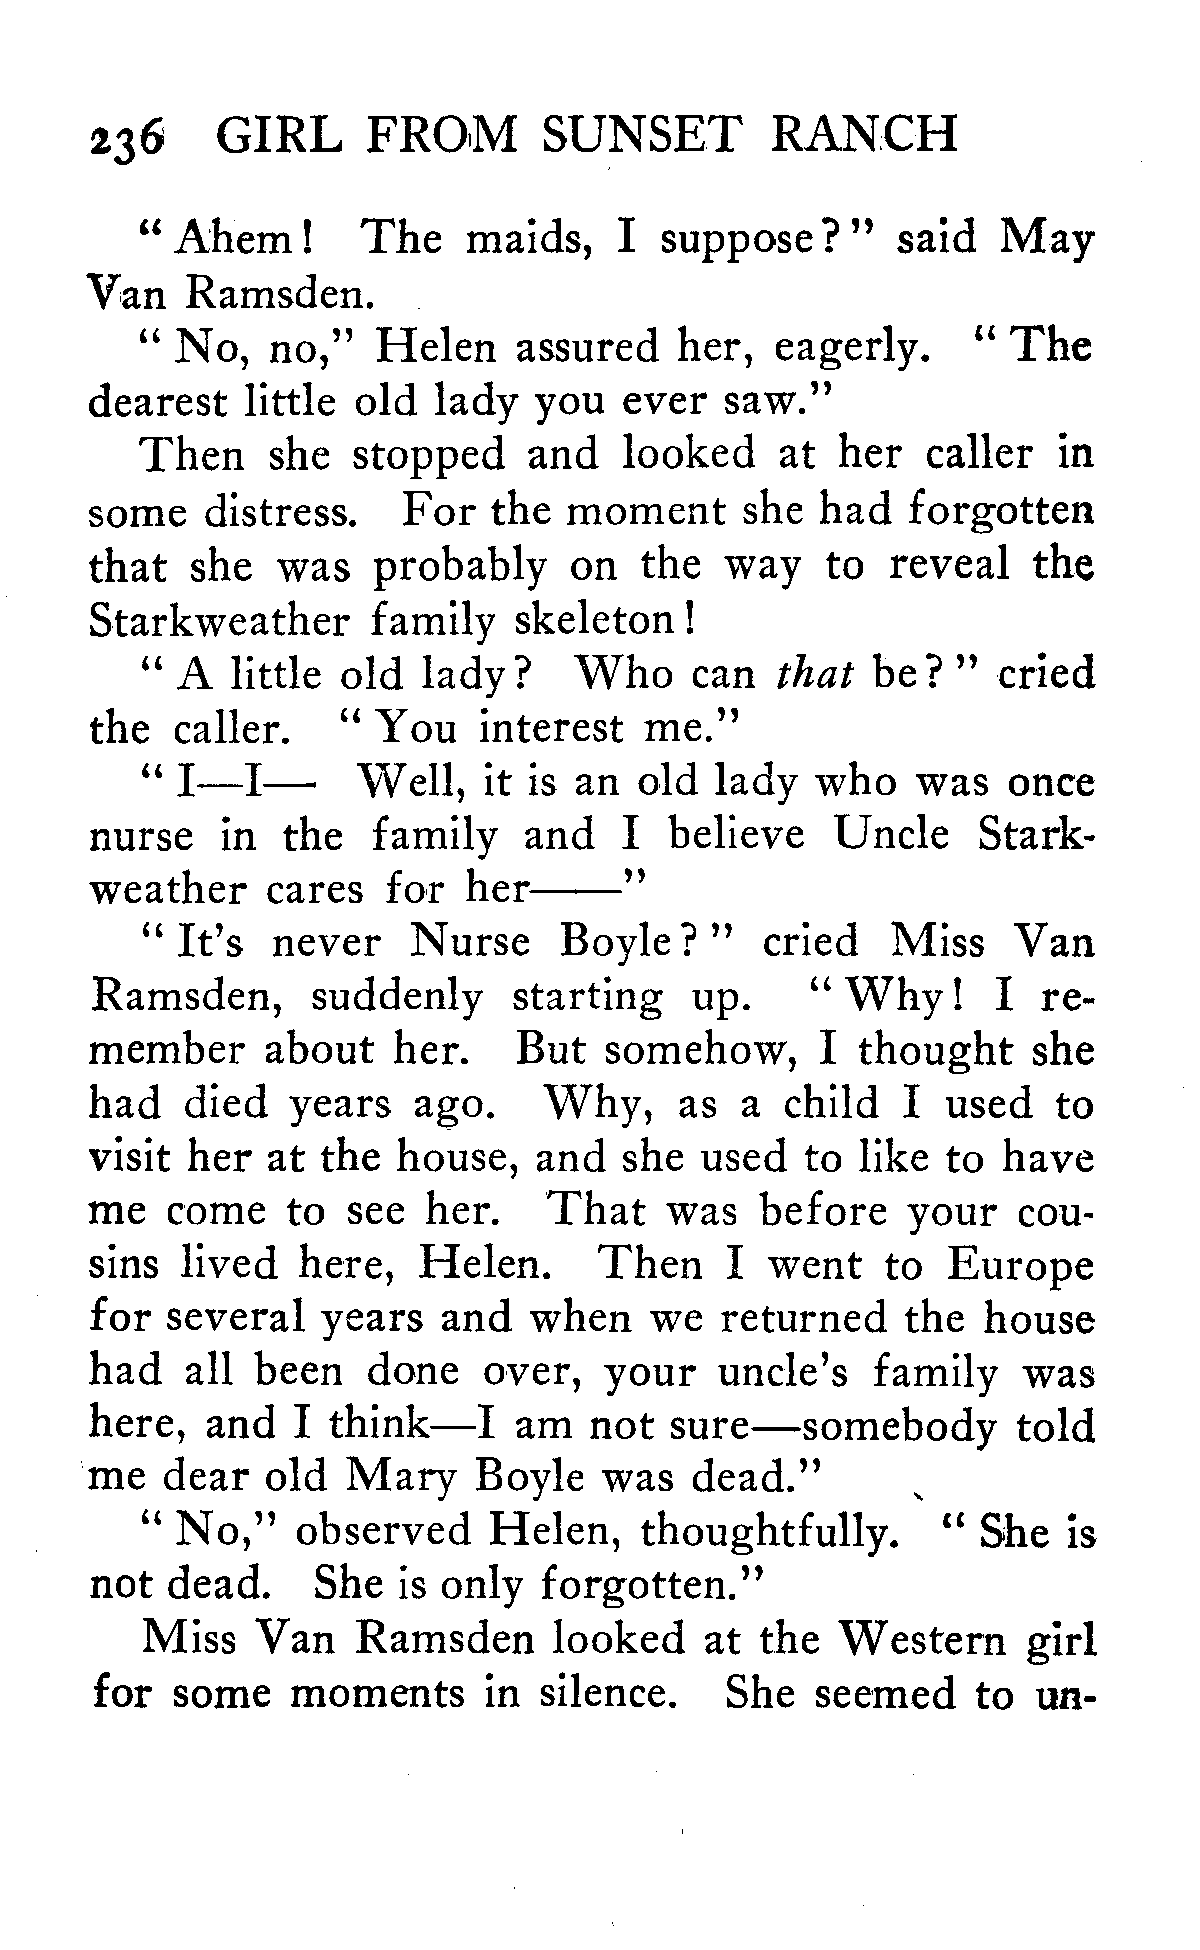 236 GIRL FROM SUNSET RANCH
“ Ahem! The maids, I suppose?” said May
Van Ramsden.
“ No, no,” Helen assured her, eagerly. “ The
dearest little old lady you ever saw.”
Then she stopped and looked at her caller in
some distress. For the moment she had forgotten
that she was probably on the way to reveal the
Starkweather family skeleton!
“ A little old lady? Who can that be?” cried
the caller. “ You interest me.”
“ I—I— Well, it is an old lady who was once
nurse in the family and I believe Uncle Stark-
weather cares for her——”
“ It’s never Nurse Boyle?” cried Miss Van
Ramsden, suddenly starting up. “ Why! I re-
member about her. But somehow, I thought she
had died years ago. Why, as a child I used to
visit her at the house, and she used to like to have
me come to see her. That was before your cou-
sins lived here, Helen. Then I went to Europe
for several years and when we returned the house
had all been done over, your uncle’s family was
here, and I think—I am not sure—somebody told
me dear old Mary Boyle was dead.”
“ No,” observed Helen, thoughtfully. “ She is
not dead. She is only forgotten.”
Miss Van Ramsden looked at the Western girl
for some moments in silence. She seemed to un-